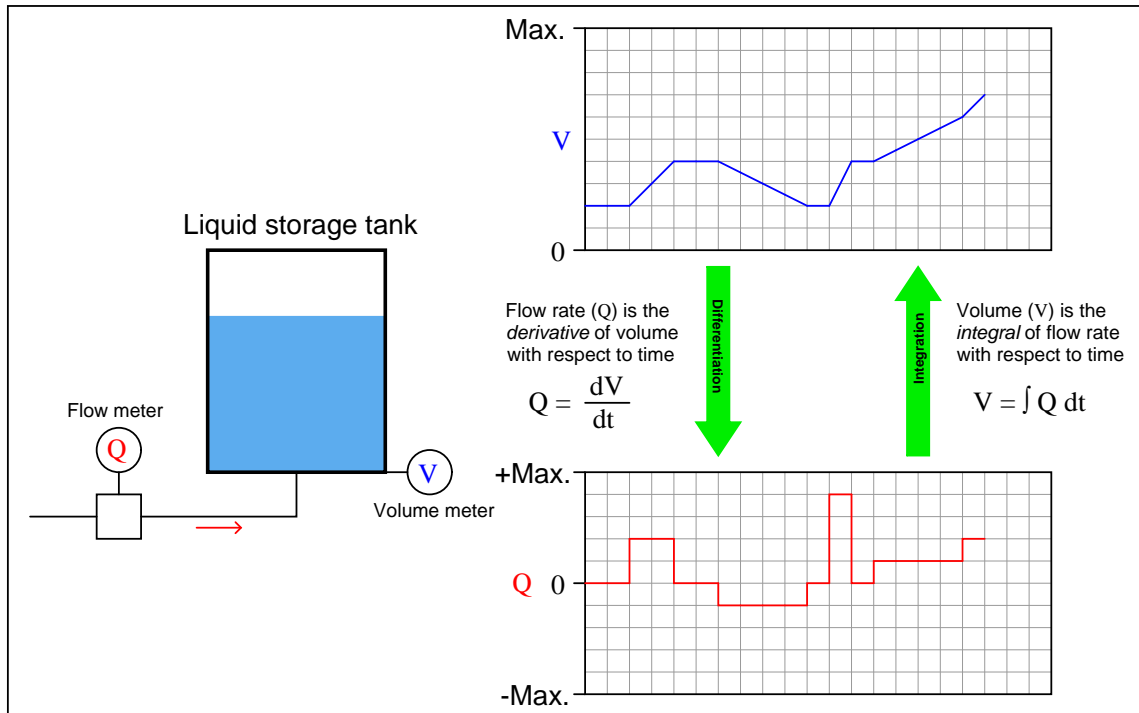 Liquid storage tank
Flow meter
Q
V
Volume meter
Max.
V
0
Flow rate (Q) is the
derivative of volume
with respect to time
Q = dV
dt
Differentiation
Integration
Volume (V) is the
integral of flow rate
with respect to time
V = ∫ Q dt
+Max.
Q 0
-Max.